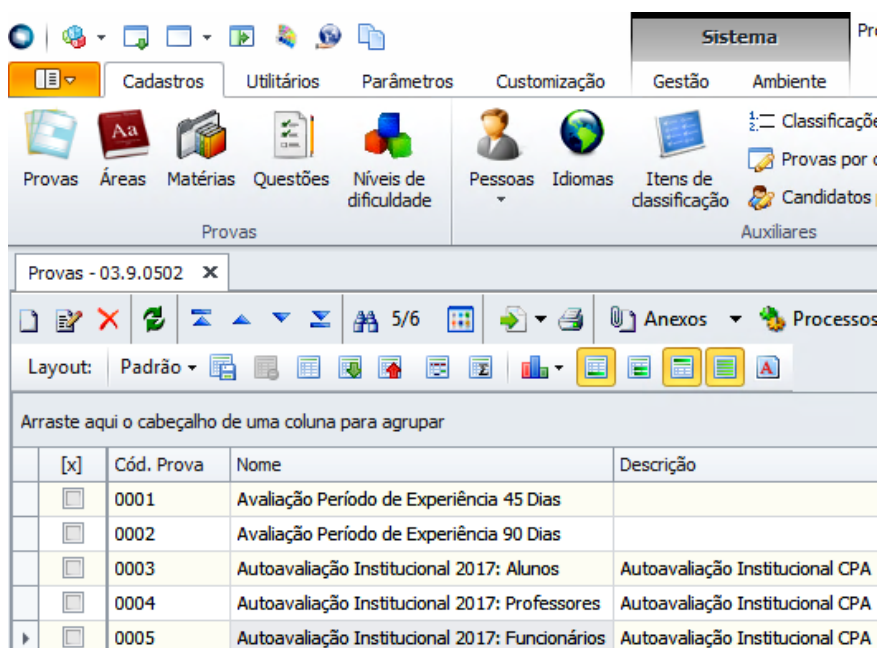 Sistema
Cadastros Utilitários Parâmetros Customização Gestão Ambiente
Aa
Provas Áreas Matérias Questões Níveis de dificuldade Pessoas Idiomas Itens de classificação
Provas por
Candidatos
Provas Auxiliares
Provas - 03.9.0502 X
5/6 Anexos Processos
Layout: Padrão
Arraste aqui o cabeçalho de uma coluna para agrupar
[x] Cód. Prova Nome Descrição
0001 Avaliação Período de Experiência 45 Dias
0002 Avaliação Período de Experiência 90 Dias
0003 Autoavaliação Institucional 2017: Alunos Autoavaliação Institucional CPA
0004 Autoavaliação Institucional 2017: Professores Autoavaliação Institucional CPA
0005 Autoavaliação Institucional 2017: Funcionários Autoavaliação Institucional CPA